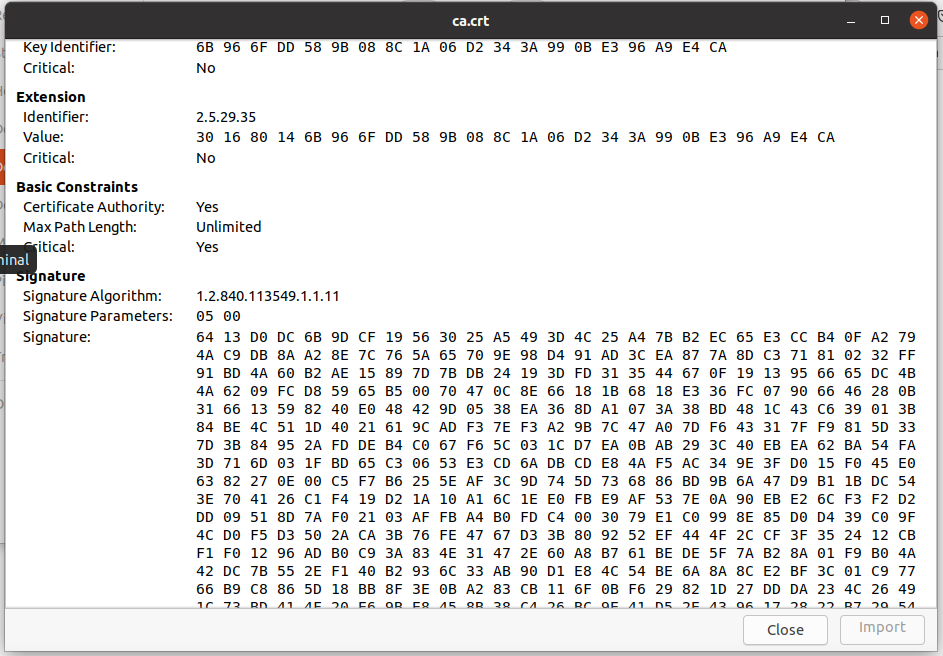 ca.crt
Key Identifier: 6B 96 6F DD 58 9B 08 8C 1A 06 D2 34 3A 99 0B E3 96 A9 E4 CA
Critical: No
Extension
Identifier: 2.5.29.35
Value: 30 16 80 14 6B 96 6F DD 58 9B 08 8C 1A 06 D2 34 3A 99 0B E3 96 A9 E4 CA
Critical: No
Basic Constraints
Certificate Authority: Yes
Max Path Length: Unlimited
Critical: Yes
minal
Signature
Signature Algorithm: 1.2.840.113549.1.1.11
Signature Parameters: 05 00
Signature: 64 13 D0 DC 6B 9D CF 19 56 30 25 A5 49 3D 4C 25 A4 7B B2 EC 65 E3 CC B4 0F A2 79
4A C9 DB 8A A2 8E 7C 76 5A 65 70 9E 98 D4 91 AD 3C EA 87 7A 8D C3 71 81 02 32 FF
91 BD 4A 60 B2 AE 15 89 7D 7B DB 24 19 3D FD 31 35 44 67 0F 19 13 95 66 65 DC 4B
4A 62 09 FC D8 59 65 B5 00 70 47 0C 8E 66 18 1B 68 18 E3 36 FC 07 90 66 46 28 0B
31 66 13 59 82 40 E0 48 42 9D 05 38 EA 36 8D A1 07 3A 38 BD 48 1C 43 C6 39 01 3B
84 BE 4C 51 1D 40 21 61 9C AD F3 7E F3 A2 9B 7C 47 A0 7D F6 43 31 7F F9 81 5D 33
7D 3B 84 95 2A FD DE B4 C0 67 F6 5C 03 1C D7 EA 0B AB 29 3C 40 EB EA 62 BA 54 FA
3D 71 6D 03 1F BD 65 C3 06 53 E3 CD 6A DB CD E8 4A F5 AC 34 9E 3F D0 15 F0 45 E0
63 82 27 0E 00 C5 F7 B6 25 5E AF 3C 9D 74 5D 73 68 86 BD 9B 6A 47 D9 B1 1B DC 54
3E 70 41 26 C1 F4 19 D2 1A 10 A1 6C 1E E0 FB E9 AF 53 7E 0A 90 EB E2 6C F3 F2 D2
DD 09 51 8D 7A F0 21 03 AF FB A4 B0 FD C4 00 30 79 E1 C0 99 8E 85 D0 D4 39 C0 9F
4C D0 F5 D3 50 2A CA 3B 76 FE 47 67 D3 3B 80 92 52 EF 44 4F 2C CF 3F 35 24 12 CB
F1 F0 12 96 AD B0 C9 3A 83 4E 31 47 2E 60 A8 B7 61 BE DE 5F 7A B2 8A 01 F9 B0 4A
42 DC 7B 55 2E F1 40 B2 93 6C 33 AB 90 D1 E8 4C 54 BE 6A 8A 8C E2 BF 3C 01 C9 77
66 B9 C8 86 5D 18 BB 8F 3E 0B A2 83 CB 11 6F 0B F6 29 82 1D 27 DD DA 23 4C 26 49
Close
Import